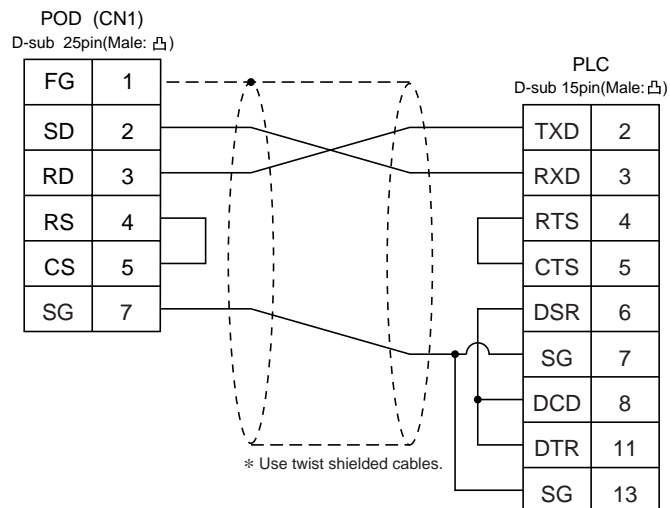 POD (CN1)
D-sub 25pin(Male: 凸)
FG 1
SD 2
RD 3
RS 4
CS 5
SG 7
PLC
D-sub 15pin(Male: 凸)
TXD 2
RXD 3
RTS 4
CTS 5
DSR 6
SG 7
DCD 8
DTR 11
SG 13
* Use twist shielded cables.